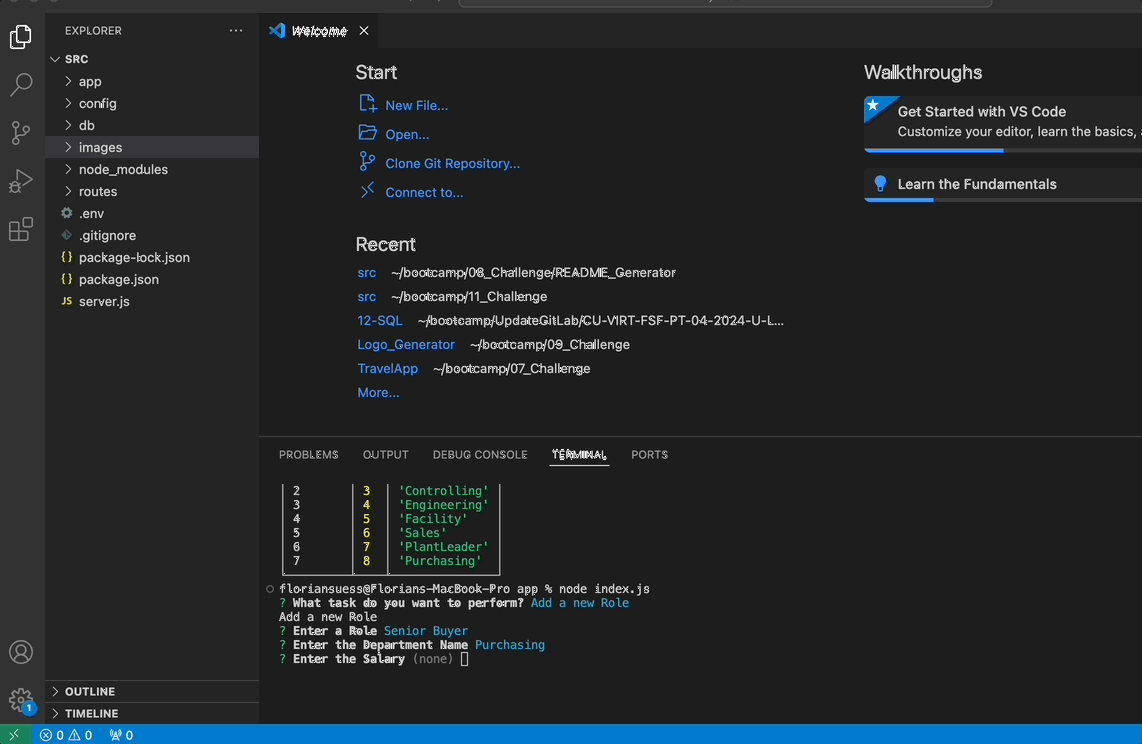 EXPLORER
SRC
app
config
db
images
node_modules
routes
.env
.gitignore
{} package-lock.json
{} package.json
JS server.js
OUTLINE
TIMELINE
Welcome
Start
New File...
Open...
Clone Git Repository...
Connect to...
Recent
src ~/bootcamp/08_Challenge/README_Generator
src ~/bootcamp/11_Challenge
12-SQL ~/bootcamp/UpdateGitLab/CU-VIRT-FSF-PT-04-2024-U-L...
Logo_Generator ~/bootcamp/09_Challenge
TravelApp ~/bootcamp/07_Challenge
More...
Walkthroughs
Get Started with VS Code
Customize your editor, learn the basics,
Learn the Fundamentals
PROBLEMS OUTPUT DEBUG CONSOLE TERMINAL PORTS
2 3 'Controlling'
3 4 'Engineering'
4 5 'Facility'
5 6 'Sales'
6 7 'PlantLeader'
7 8 'Purchasing'
floriansuess@Florians-MacBook-Pro app % node index.js
? What task do you want to perform? Add a new Role
Add a new Role
? Enter a Role Senior Buyer
? Enter the Department Name Purchasing
? Enter the Salary (none)
1
0 0 0